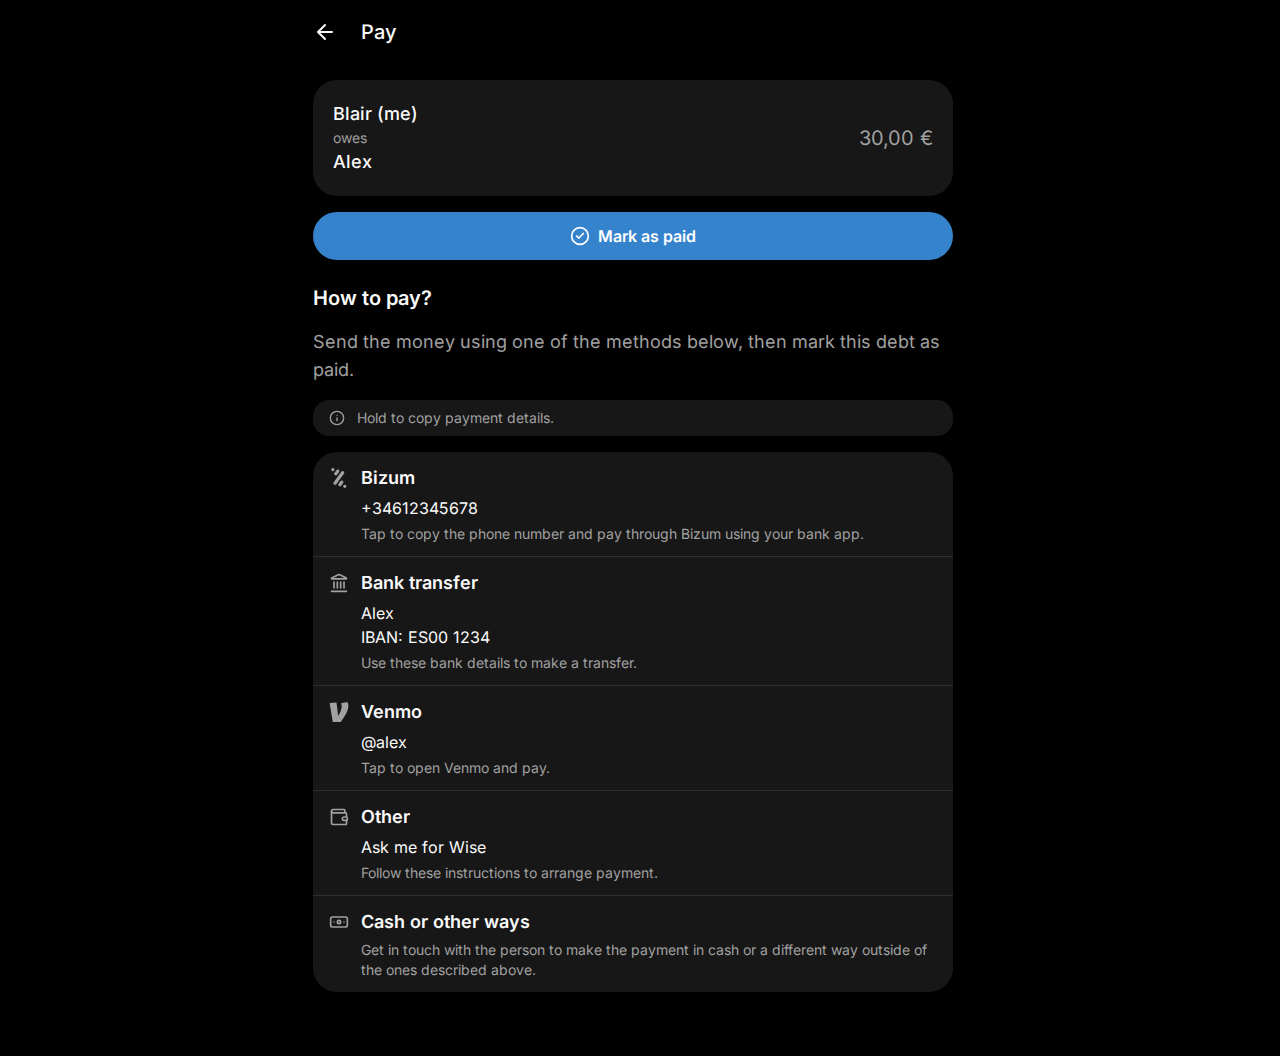 Pay
Blair (me)
owes
Alex
30,00 €
Mark as paid
How to pay?
Send the money using one of the methods below, then mark this debt as
paid.
Hold to copy payment details.
Bizum
+34612345678
Tap to copy the phone number and pay through Bizum using your bank app.
Bank transfer
Alex
IBAN: ES00 1234
Use these bank details to make a transfer.
Venmo
@alex
Tap to open Venmo and pay.
Other
Ask me for Wise
Follow these instructions to arrange payment.
Cash or other ways
Get in touch with the person to make the payment in cash or a different way outside of
the ones described above.